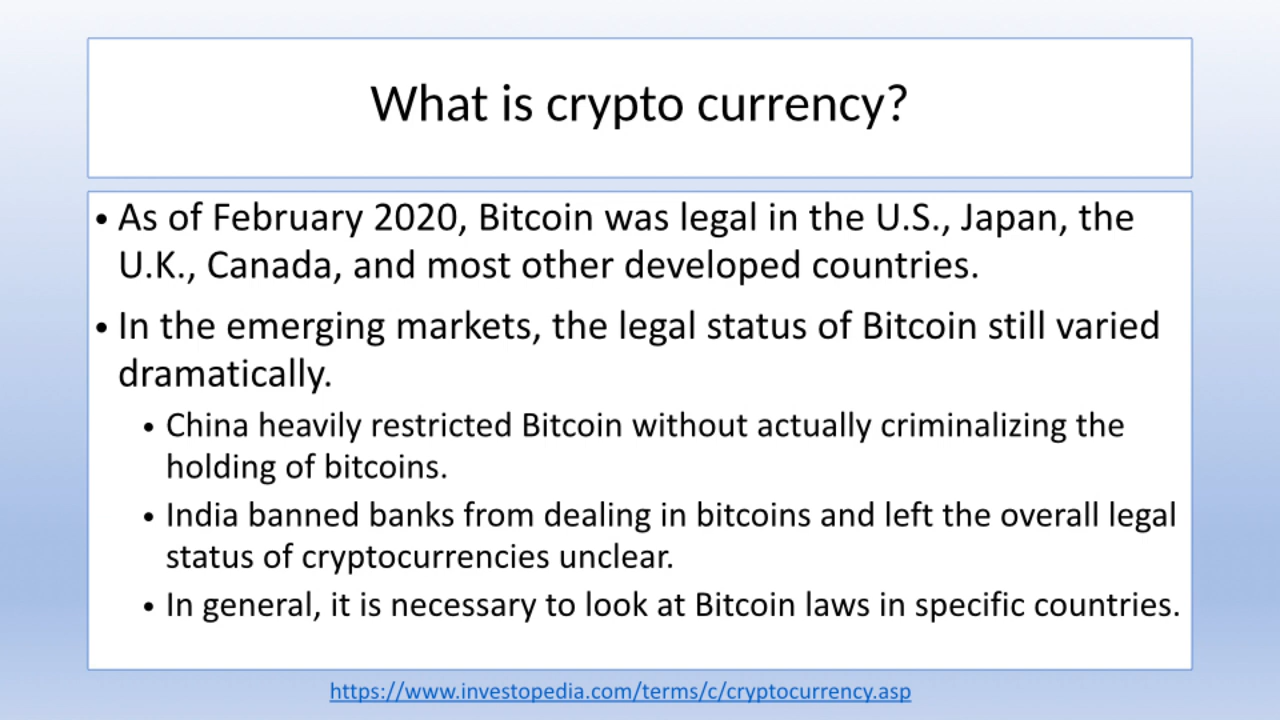 What is crypto currency?
• As of February 2020, Bitcoin was legal in the U.S., Japan, the
U.K., Canada, and most other developed countries.
• In the emerging markets, the legal status of Bitcoin still varied
dramatically.
• China heavily restricted Bitcoin without actually criminalizing the
holding of bitcoins.
• India banned banks from dealing in bitcoins and left the overall legal
status of cryptocurrencies unclear.
• In general, it is necessary to look at Bitcoin laws in specific countries.
https://www.investopedia.com/terms/c/cryptocurrency.asp